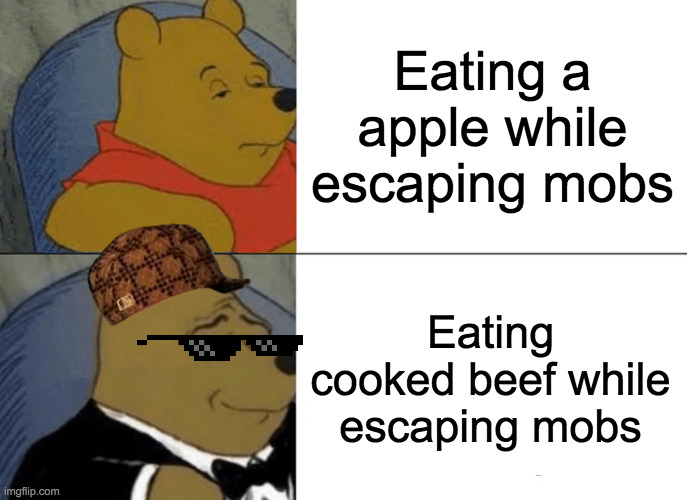 Eating a
apple while
escaping mobs
Eating
cooked beef while
escaping mobs
imgflip.com